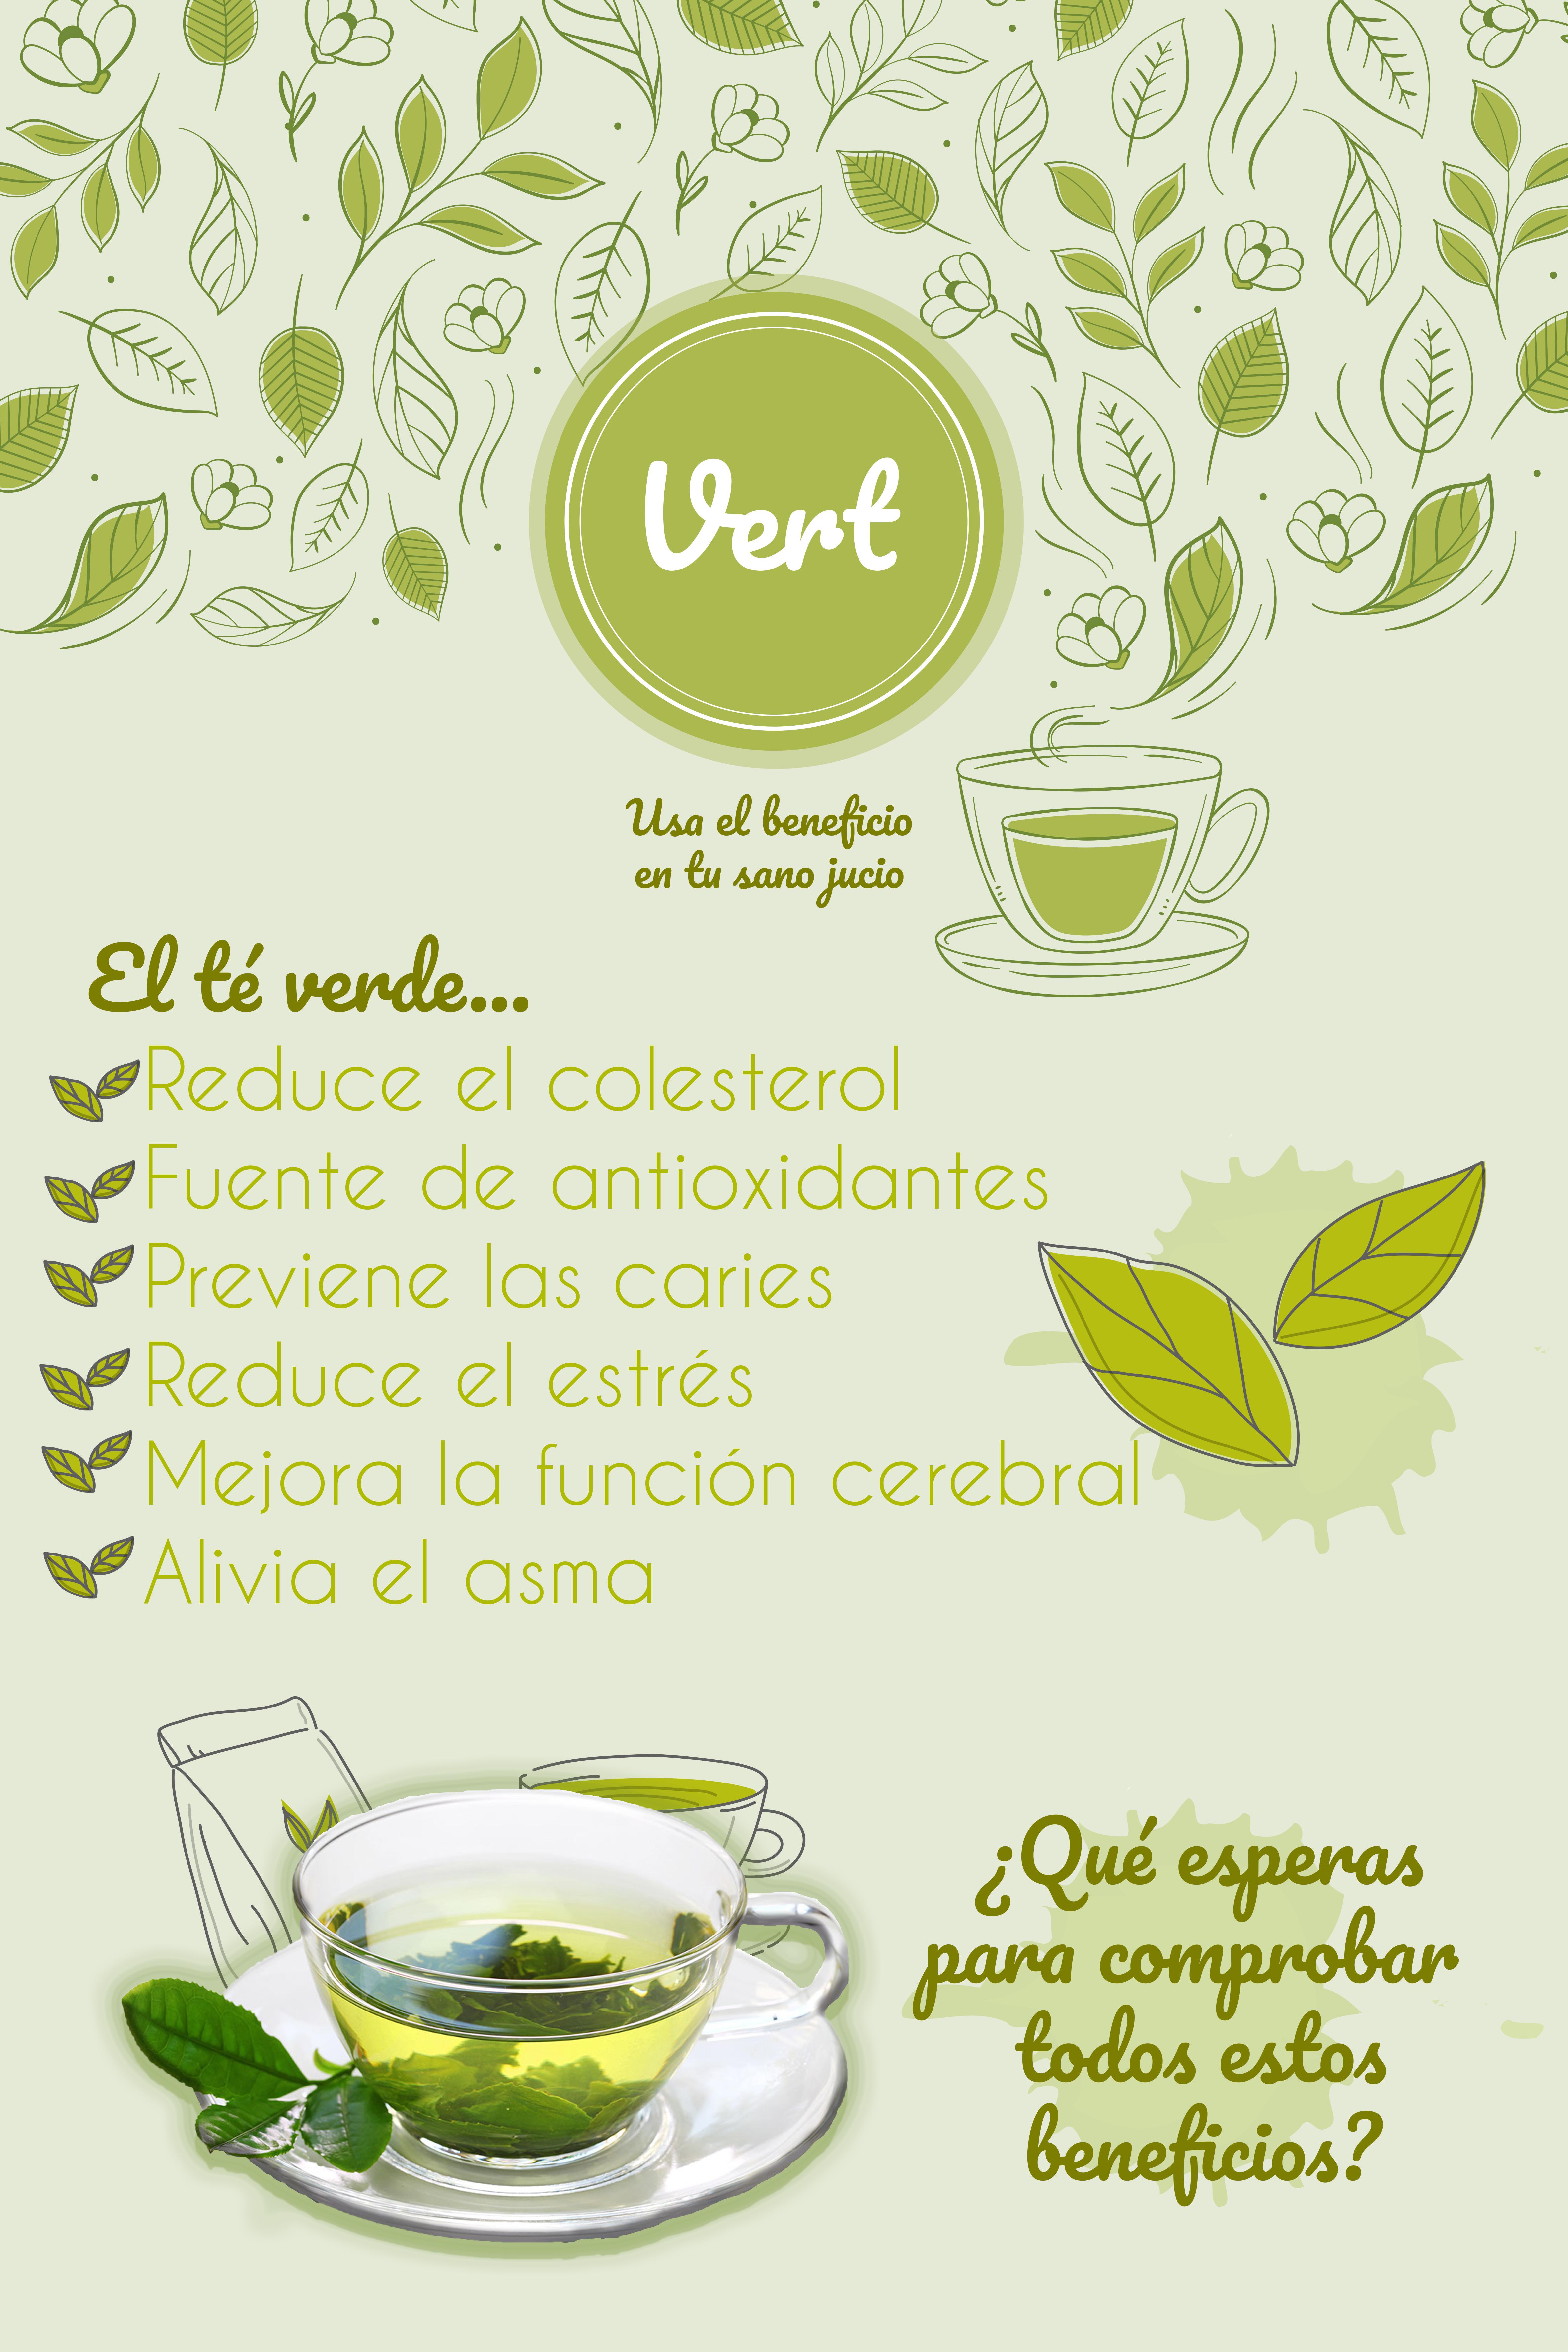 Vert
Usa el beneficio
en tu sano jucio
El té verde...
Reduce el colesterol
Fuente de antioxidantes
Previene las caries
Reduce el estrés
Mejora la función cerebral
Alivia el asma
¿Qué esperas
para comprobar
todos estos
beneficios?